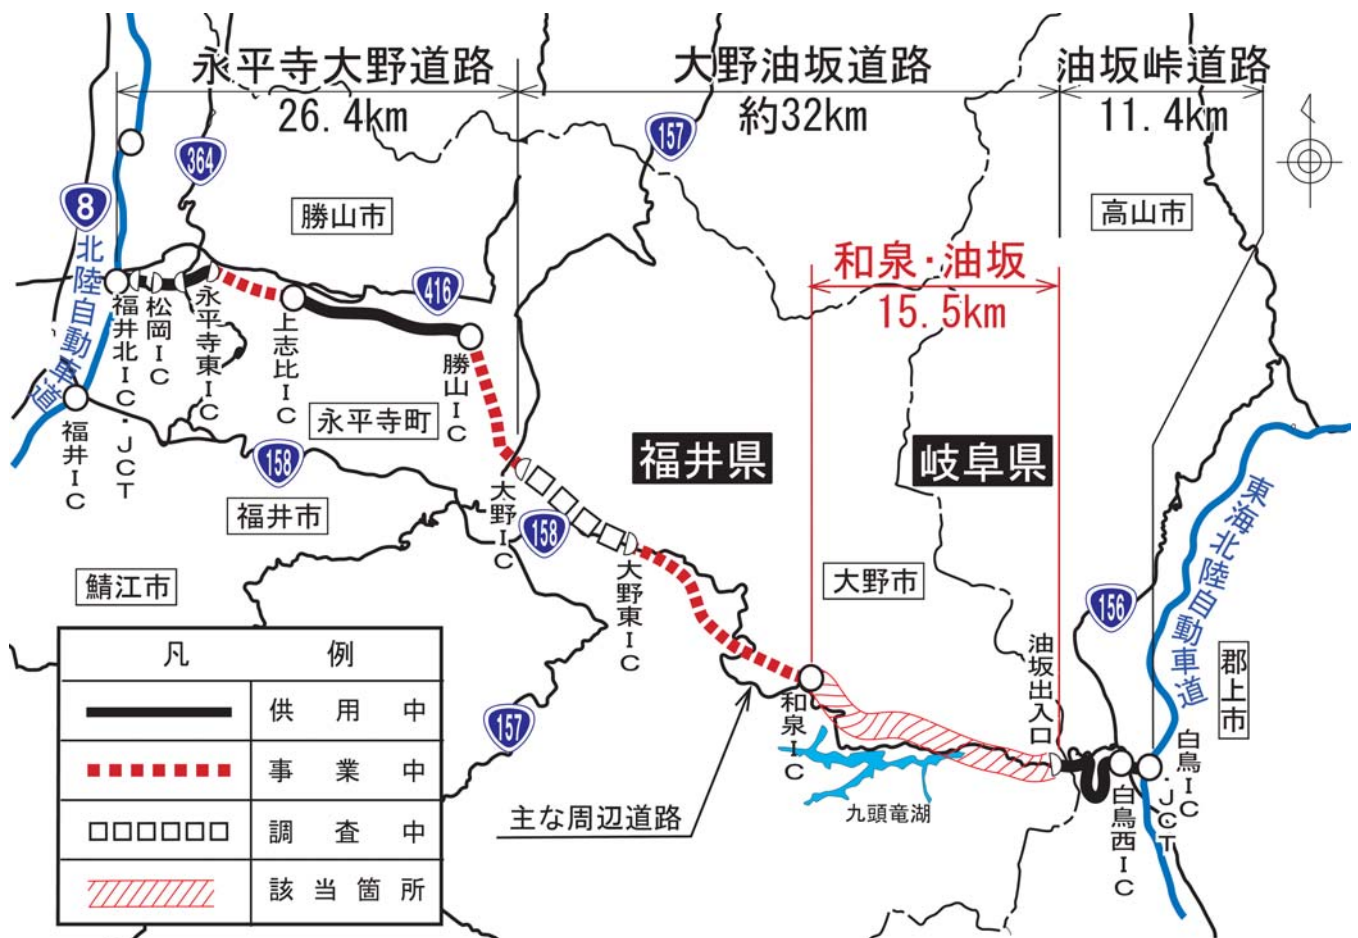 永平寺大野道路
26.4km
大野油坂道路
約32km
油坂峠道路
11.4km
364
157
8
勝山市
高山市
北陸自動車道
和泉・油坂
15.5km
416
福井北IC・JCT
松岡IC
永平寺東IC
上志比IC
勝山IC
福井IC
永平寺町
158
福井市
大野IC
158
福井県
岐阜県
東海北陸自動車道
鯖江市
大野東IC
大野市
156
郡上市
油坂出入口
和泉IC
157
白鳥IC・JCT
白鳥西IC
九頭竜湖
主な周辺道路
凡例
供用中
事業中
調査中
該当箇所